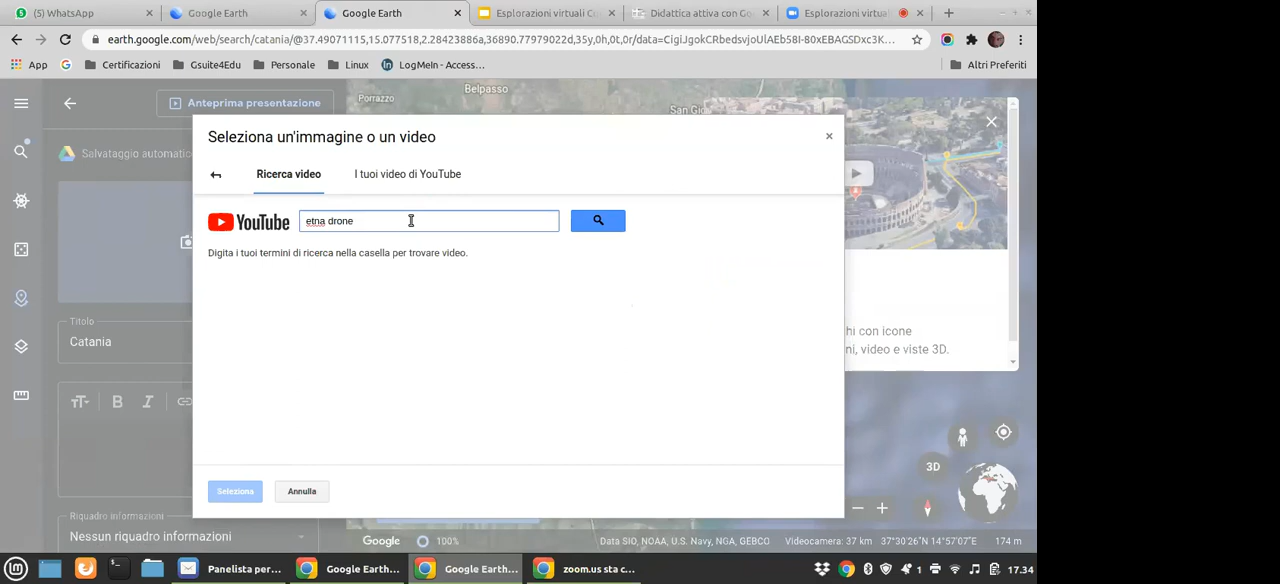 (5) WhatsApp
Google Earth
Google Earth
Esplorazioni virtuali C
Didattica attiva con Go
Esplorazioni virtual
earth.google.com/web/search/catania/@37.49071115,15.077518,2.28423886a,36890.77979022d,35y,0h,0t,0r/data=CigiJgokCRbedsvjoUlAEb58I-80xEBAGSDxc3K...
App
Certificazioni
Gsuite4Edu
Personale
Linux
LogMeIn - Access...
Altri Preferiti
Anteprima presentazione
Porrazzo
Belpasso
San Gi
Seleziona un'immagine o un video
Salvataggio automatico
Ricerca video
I tuoi video di YouTube
YouTube
etna drone
Digita i tuoi termini di ricerca nella casella per trovare video.
Titolo
Catania
hi con icone
ni, video e viste 3D.
B
I
3D
Seleziona
Annulla
Riquadro informazioni
Nessun riquadro informazioni
Google
100%
Data SIO, NOAA, U.S. Navy, NGA, GEBCO
Videocamera: 37 km
37°30'26"N 14°57'07"E
174 m
Panelista per...
Google Earth...
Google Earth...
zoom.us sta c...
1
17.34